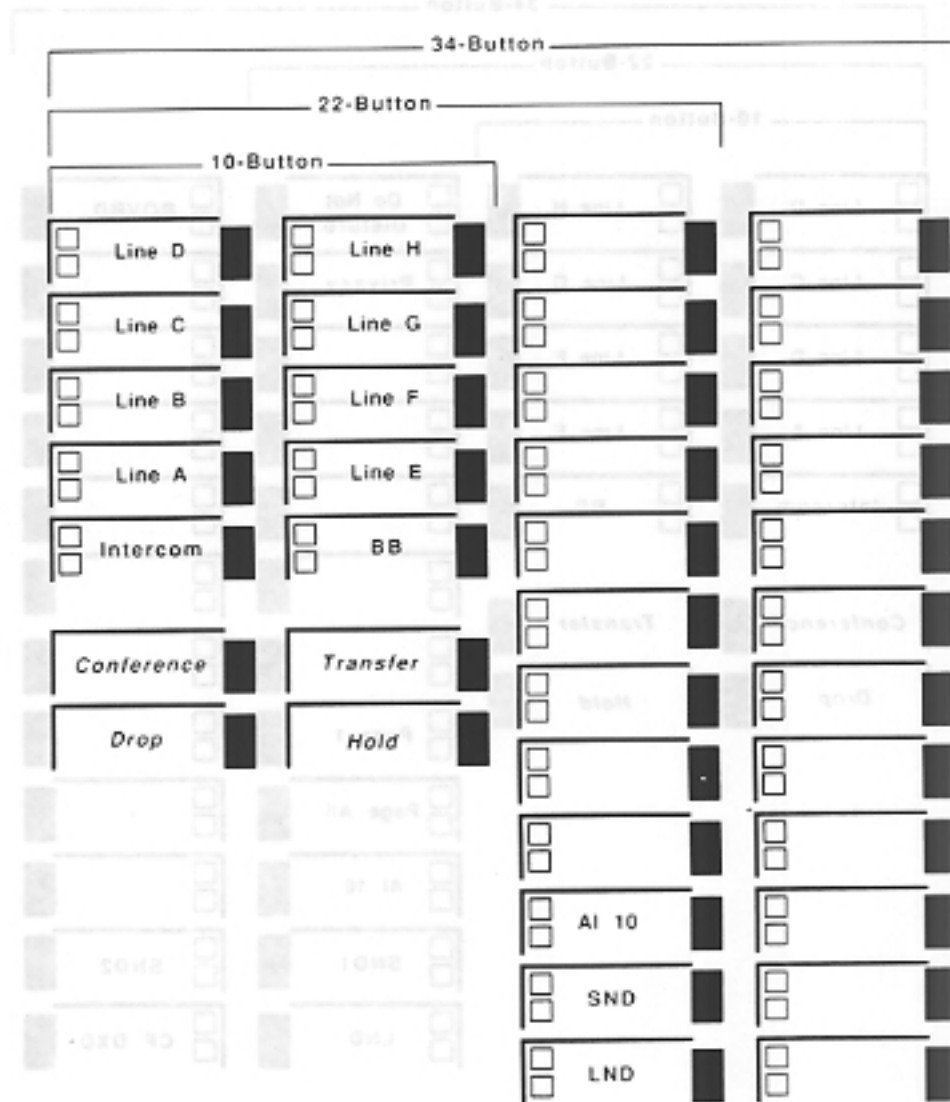 34-Button
22-Button
10-Button
Line D
Line H
Line C
Line G
Line B
Line F
Line A
Line E
Intercom
BB
Conference
Transfer
Drop
Hold
AI 10
SND
LND